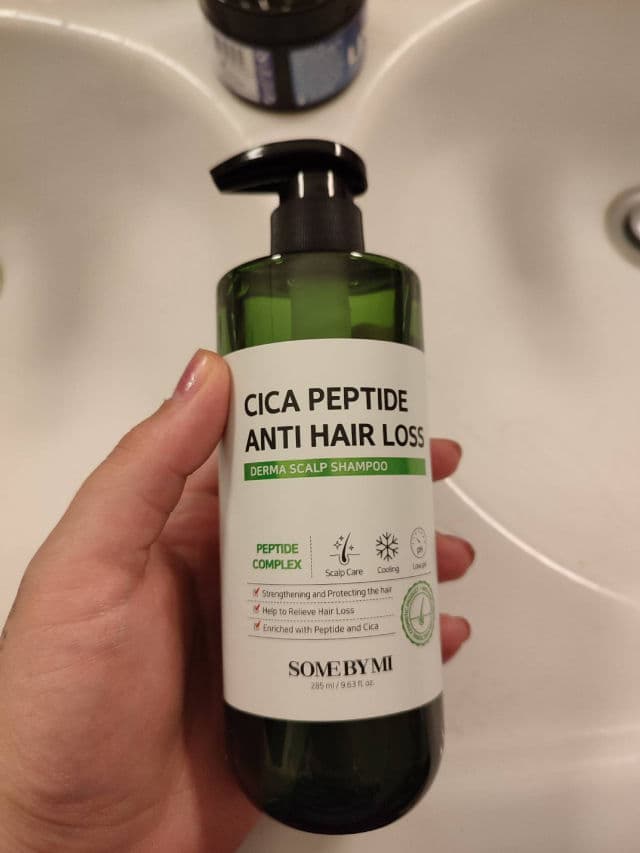 CICA PEPTIDE
ANTI HAIR LOSS
DERMA SCALP SHAMPOO
PEPTIDE
COMPLEX
Scalp Care
Cooling
pH
Low pH
Strengthening and Protecting the hair
Help to Relieve Hair Loss
Enriched with Peptide and Cica
SOME BY MI
285 ml / 9.63 fl. oz.